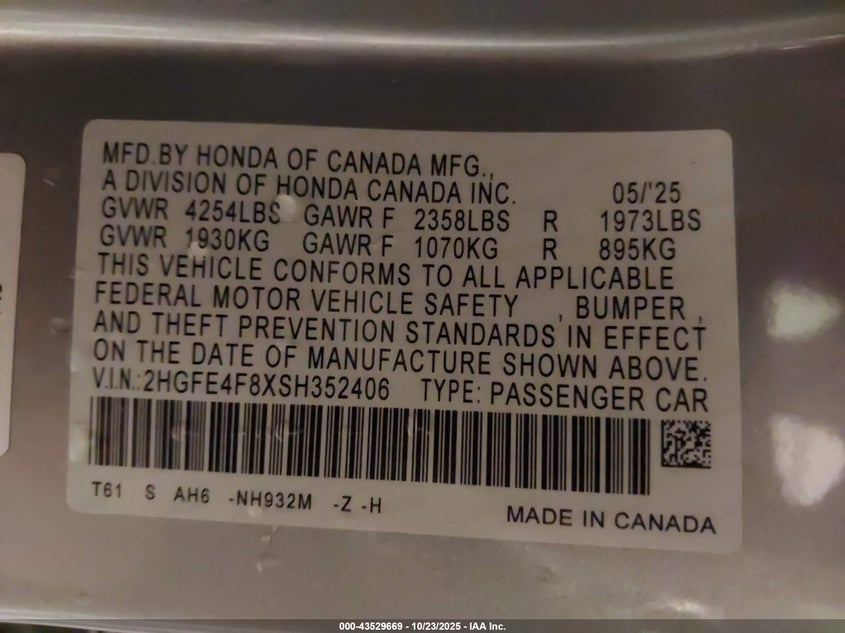 MFD.BY HONDA OF CANADA MFG.,
A DIVISION OF HONDA CANADA INC. 05/'25
GVWR 4254LBS GAWR F 2358LBS R 1973LBS
GVWR 1930KG GAWR F 1070KG R 895KG
THIS VEHICLE CONFORMS TO ALL APPLICABLE
FEDERAL MOTOR VEHICLE SAFETY , BUMPER ,
AND THEFT PREVENTION STANDARDS IN EFFECT
ON THE DATE OF MANUFACTURE SHOWN ABOVE.
V.I.N.:2HGFE4F8XSH352406 TYPE: PASSENGER CAR
T61 S AH6 -NH932M -Z -H
MADE IN CANADA
000-43529669 - 10/23/2025 - IAA Inc.